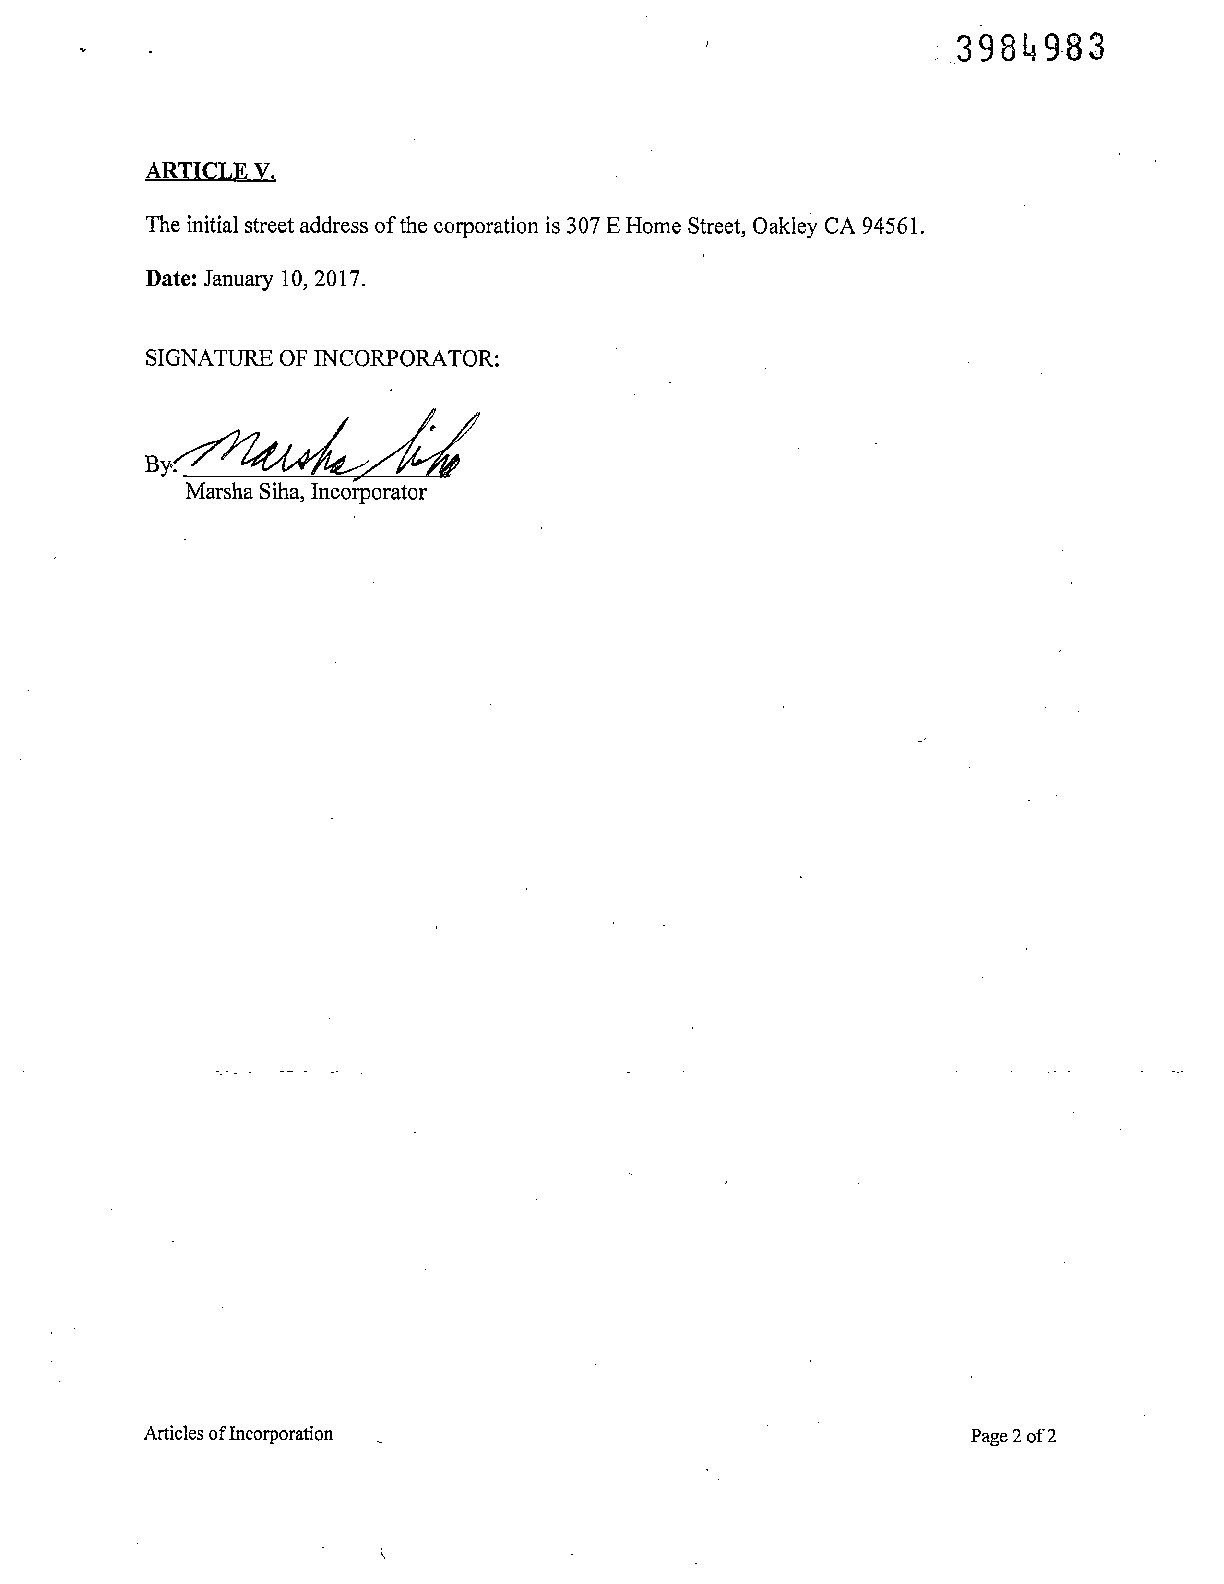 3984983
ARTICLE V.
The initial street address of the corporation is 307 E Home Street, Oakley CA 94561.
Date: January 10, 2017.
SIGNATURE OF INCORPORATOR:
By: Marsha Siha
Marsha Siha, Incorporator
Articles of Incorporation
Page 2 of 2